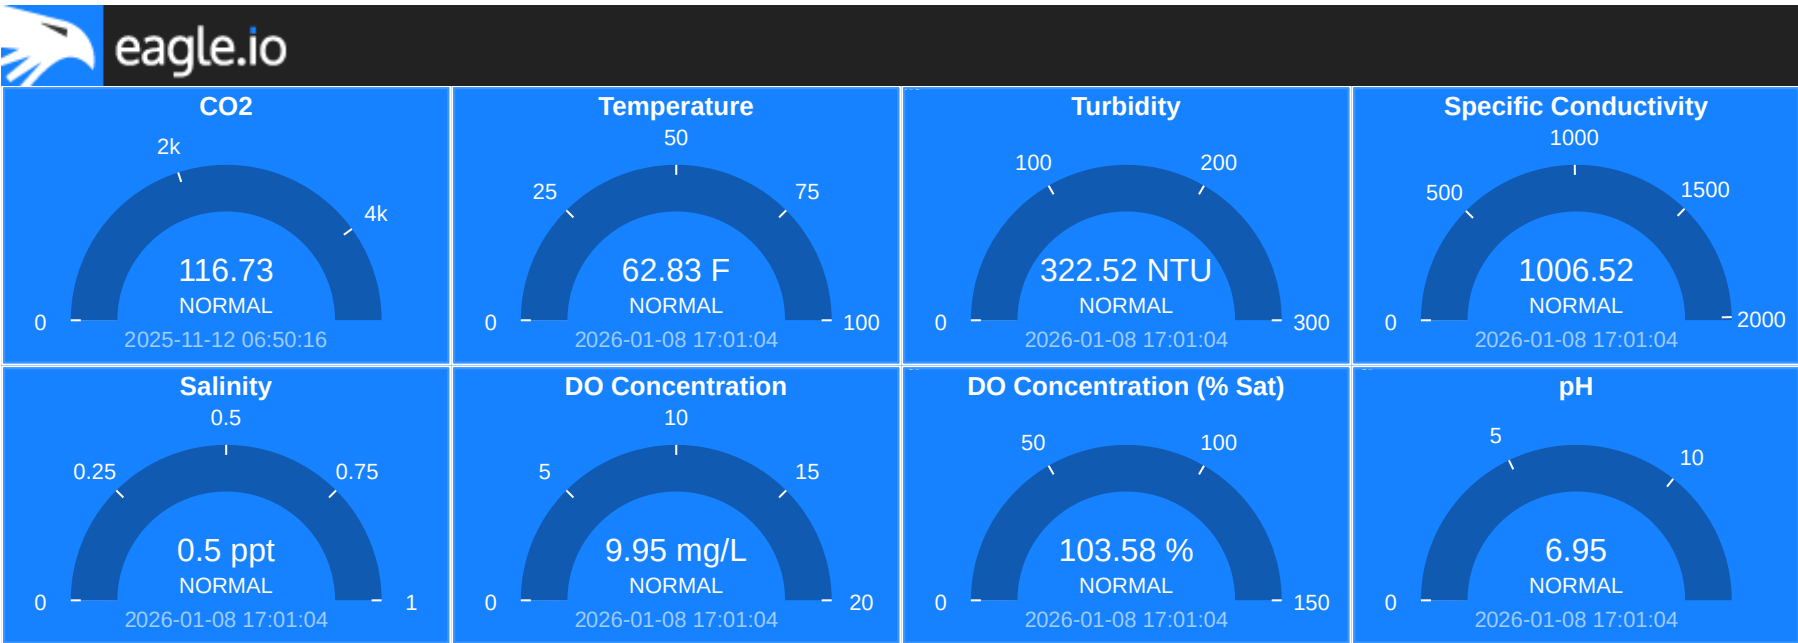 eagle.io
CO2
2k
4k
0
116.73
NORMAL
2025-11-12 06:50:16
Temperature
50
25
75
0
100
62.83 F
NORMAL
2026-01-08 17:01:04
Turbidity
100
200
0
300
322.52 NTU
NORMAL
2026-01-08 17:01:04
Specific Conductivity
1000
500
1500
0
2000
1006.52
NORMAL
2026-01-08 17:01:04
Salinity
0.5
0.25
0.75
0
1
0.5 ppt
NORMAL
2026-01-08 17:01:04
DO Concentration
10
5
15
0
20
9.95 mg/L
NORMAL
2026-01-08 17:01:04
DO Concentration (% Sat)
50
100
0
150
103.58 %
NORMAL
2026-01-08 17:01:04
pH
5
10
0
6.95
NORMAL
2026-01-08 17:01:04